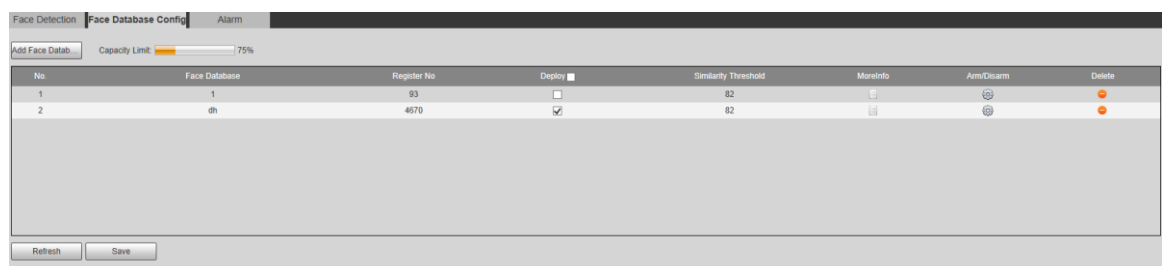 Face Detection Face Database Config Alarm
Add Face Datab... Capacity Limit: 75%
No. Face Database Register No Deploy Similarity Threshold MoreInfo Arm/Disarm Delete
1 1 93 82
2 dh 4670 82
Refresh Save